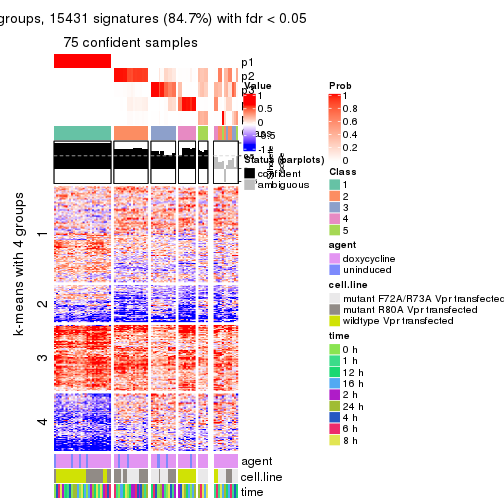 groups, 15431 signatures (84.7%) with fdr < 0.05
75 confident samples
p1
p2
p3
Value
1
0.5
0
-0.5
-1
Status (barplots)
confident
ambiguous
Prob
1
0.8
0.6
0.4
0.2
0
Class
1
2
3
4
5
agent
doxycycline
uninduced
cell.line
mutant F72A/R73A Vpr transfected
mutant R80A Vpr transfected
wildtype Vpr transfected
time
0 h
1 h
12 h
16 h
2 h
24 h
4 h
6 h
8 h
k-means with 4 groups
1
2
3
4
agent
cell.line
time